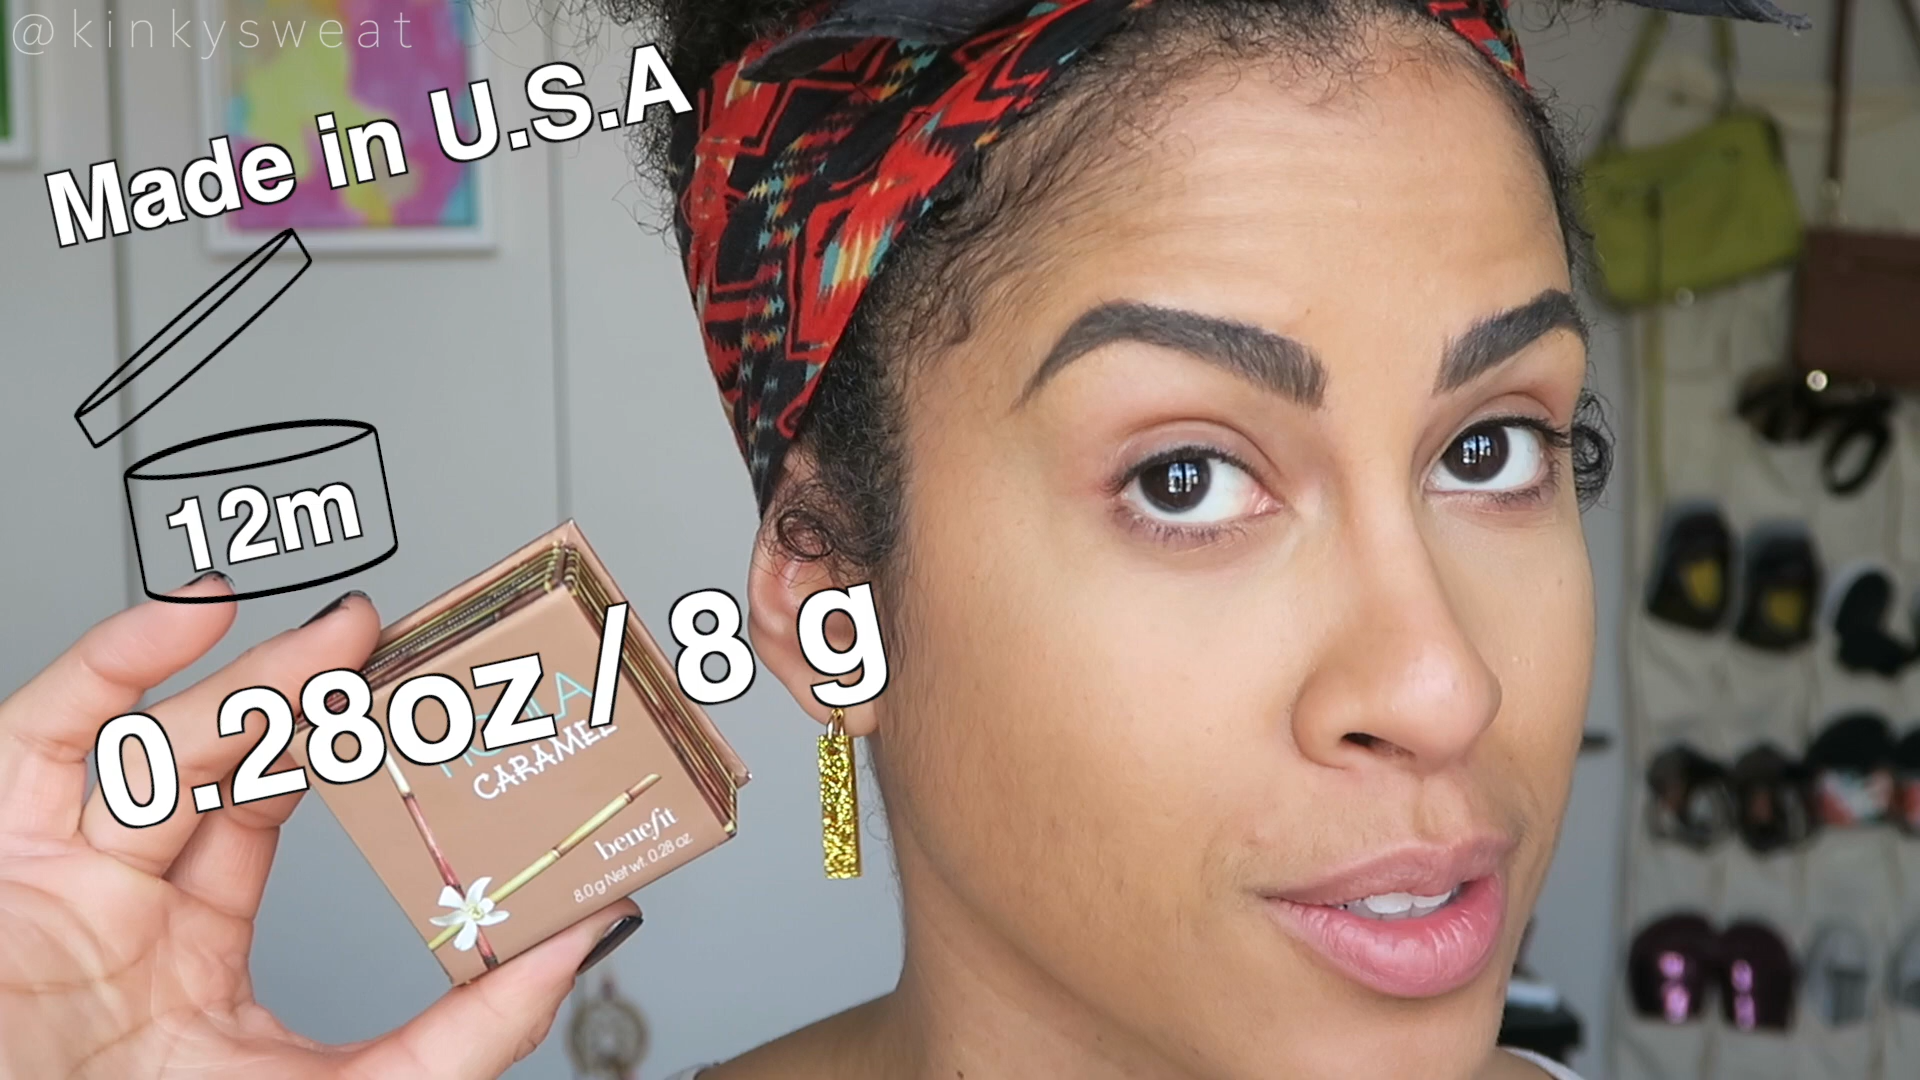 @kinkysweat
Made in U.S.A
12m
0.28oz / 8 g
CARAMEL
benefit
8.0 g Net wt. 0.28 oz.